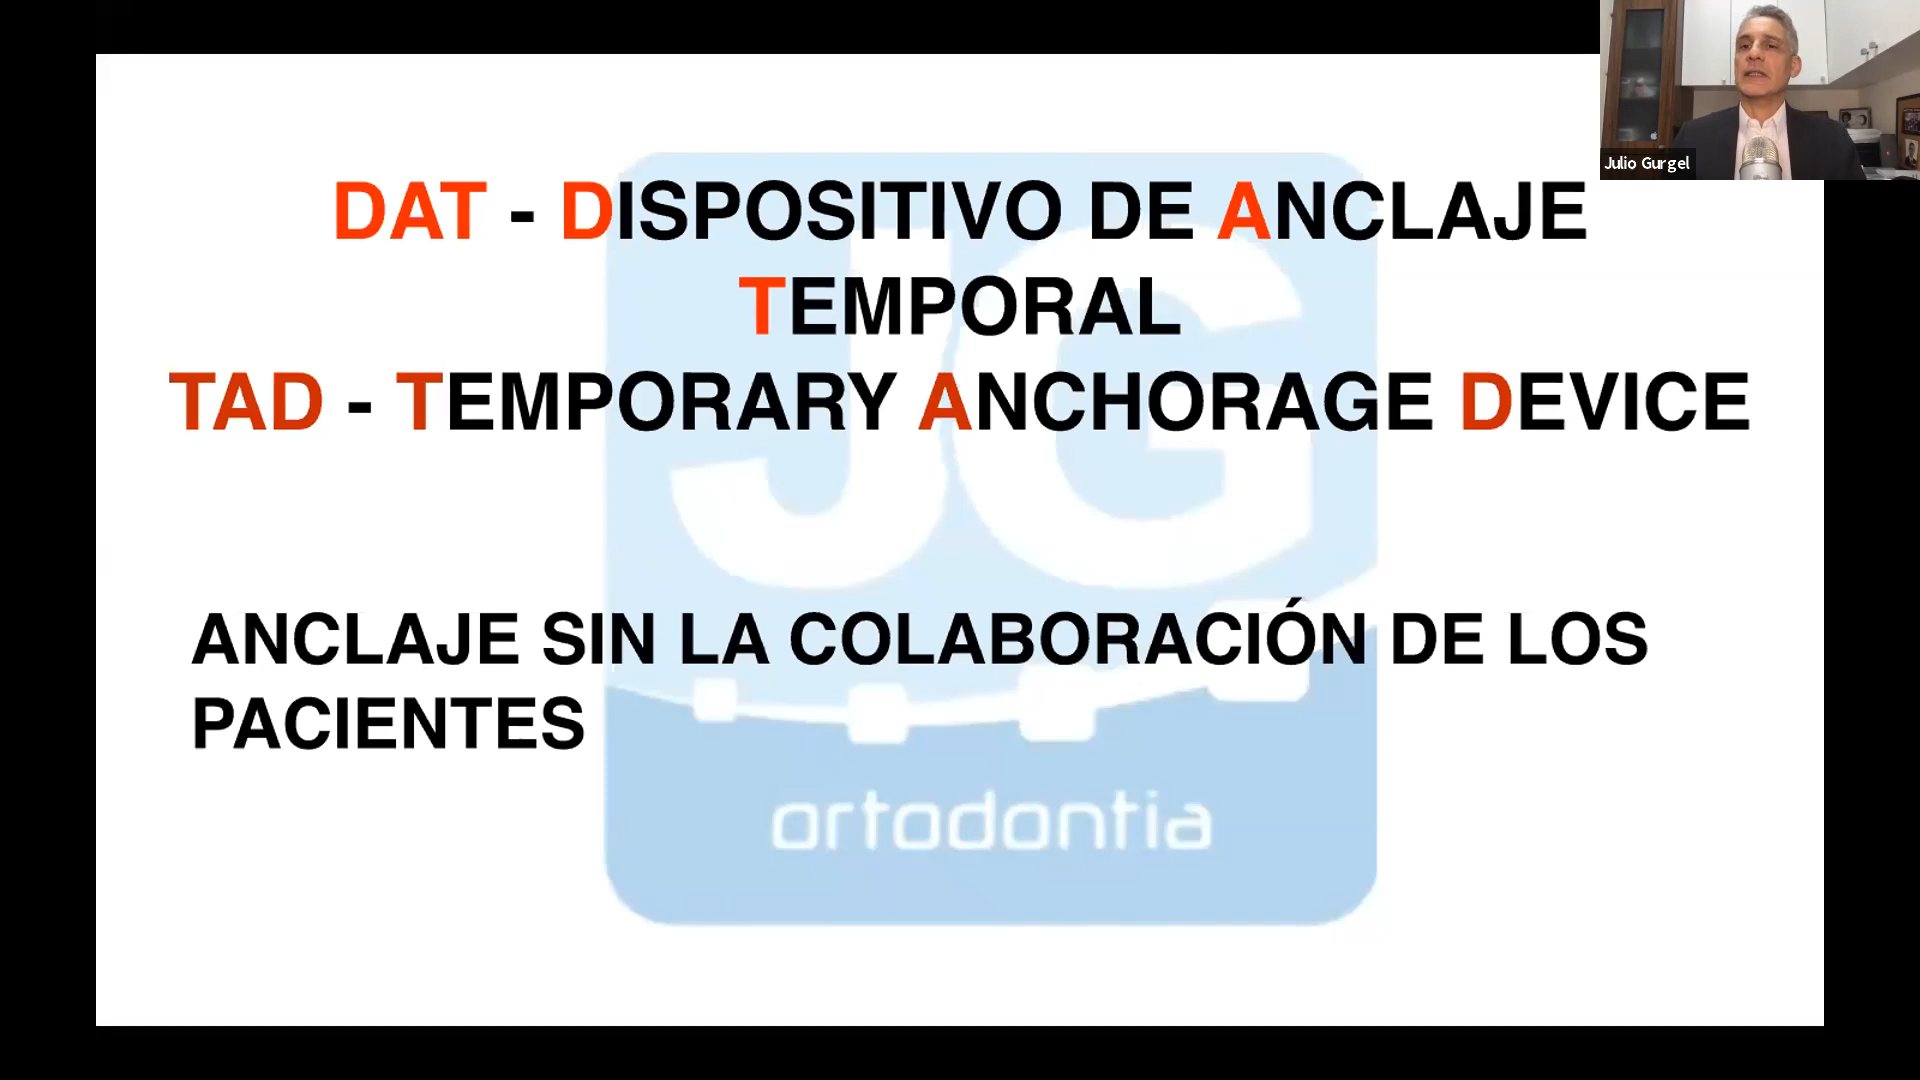 Julio Gurgel
DAT - DISPOSITIVO DE ANCLAJE
TEMPORAL
TAD - TEMPORARY ANCHORAGE DEVICE
ANCLAJE SIN LA COLABORACIÓN DE LOS
PACIENTES
JG
ortodontia